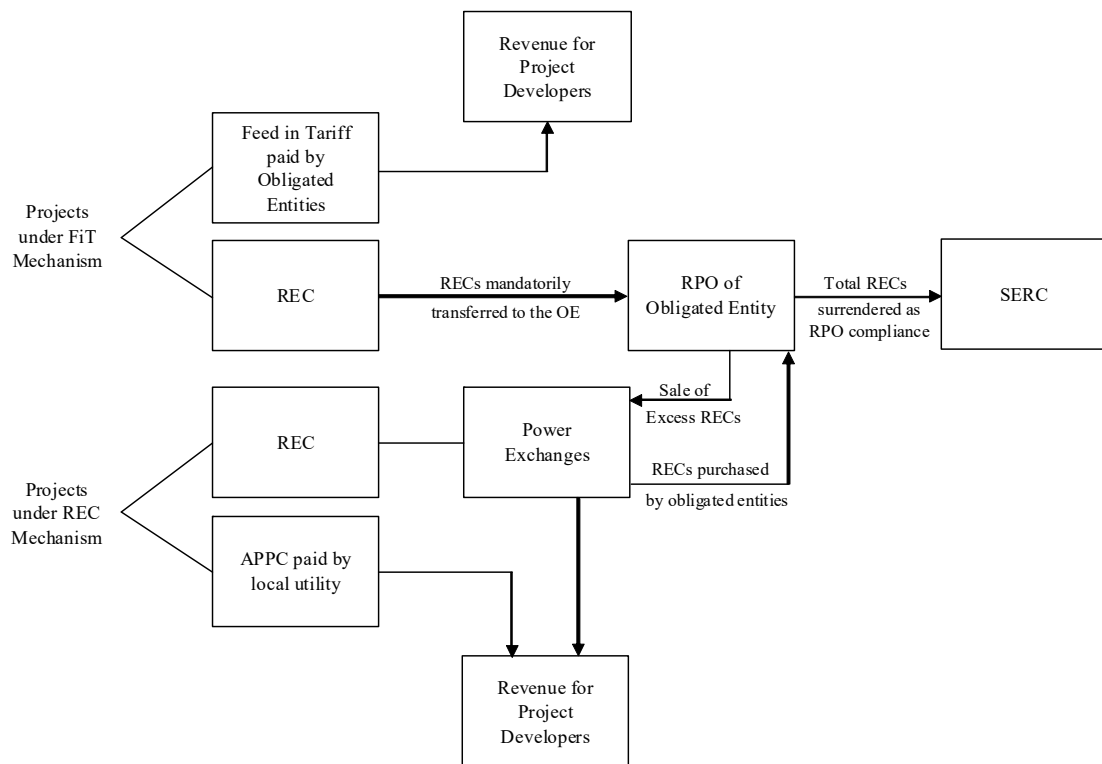 Revenue for
Project
Developers
Feed in Tariff
paid by
Obligated
Entities
Projects
under FiT
Mechanism
REC
RECs mandatorily
transferred to the OE
RPO of
Obligated Entity
Total RECs
surrendered as
RPO compliance
SERC
Sale of
Excess RECs
REC
Power
Exchanges
RECs purchased
by obligated entities
Projects
under REC
Mechanism
APPC paid by
local utility
Revenue for
Project
Developers